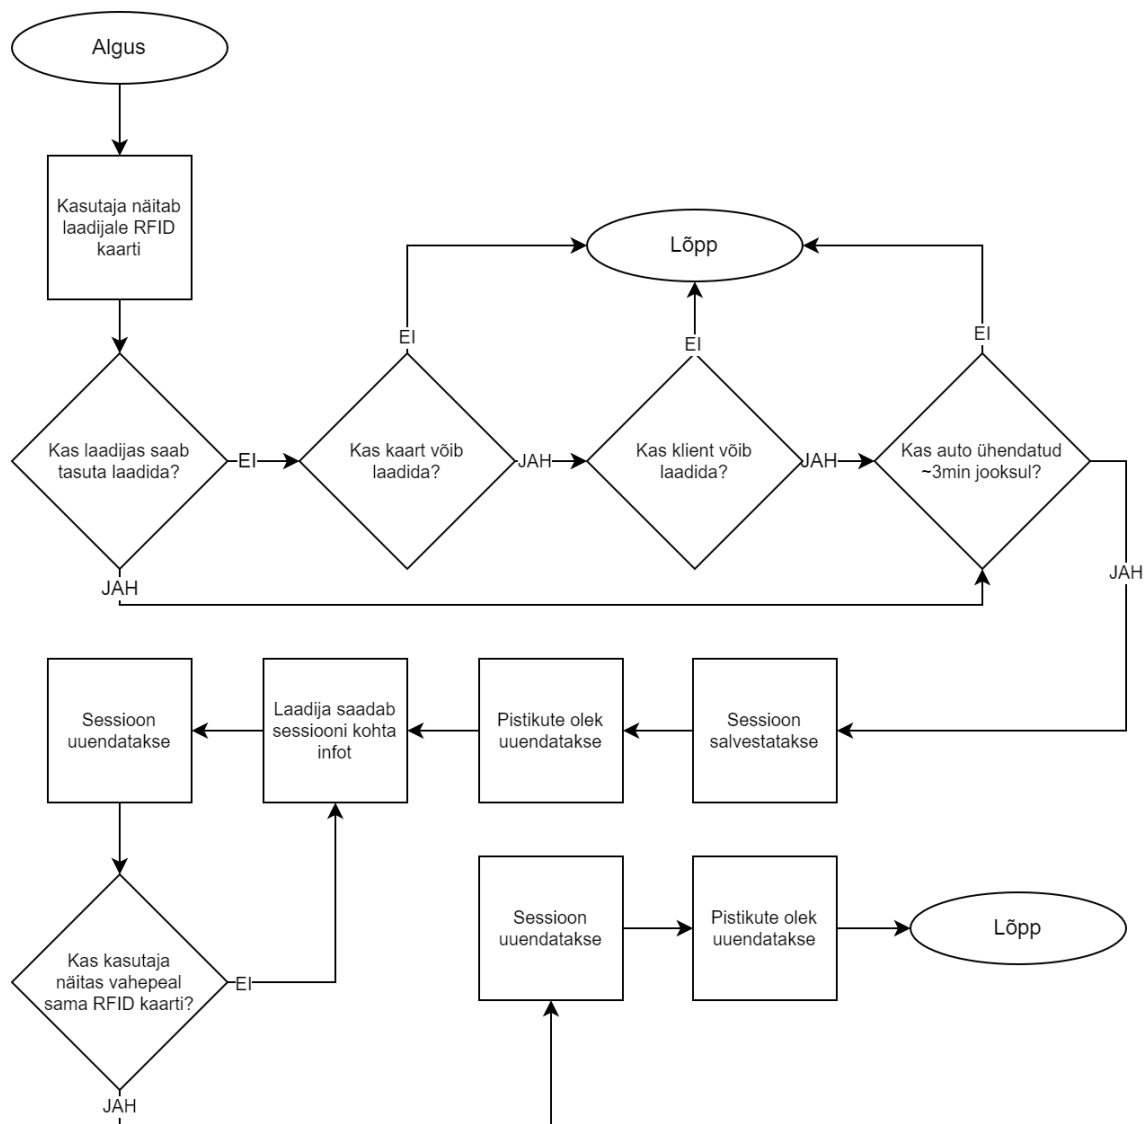 Algus
Kasutaja näitab
laadijale RFID
kaarti
Lõpp
EI
EI
EI
Kas laadijas saab
tasuta laadida?
EI
Kas kaart võib
laadida?
JAH
Kas klient võib
laadida?
JAH
Kas auto ühendatud
~3min jooksul?
JAH
JAH
Sessioon
uuendatakse
Laadija saadab
sessiooni kohta
infot
Pistikute olek
uuendatakse
Sessioon
salvestatakse
Kas kasutaja
näitas vahepeal
sama RFID kaarti?
EI
Sessioon
uuendatakse
Pistikute olek
uuendatakse
Lõpp
JAH